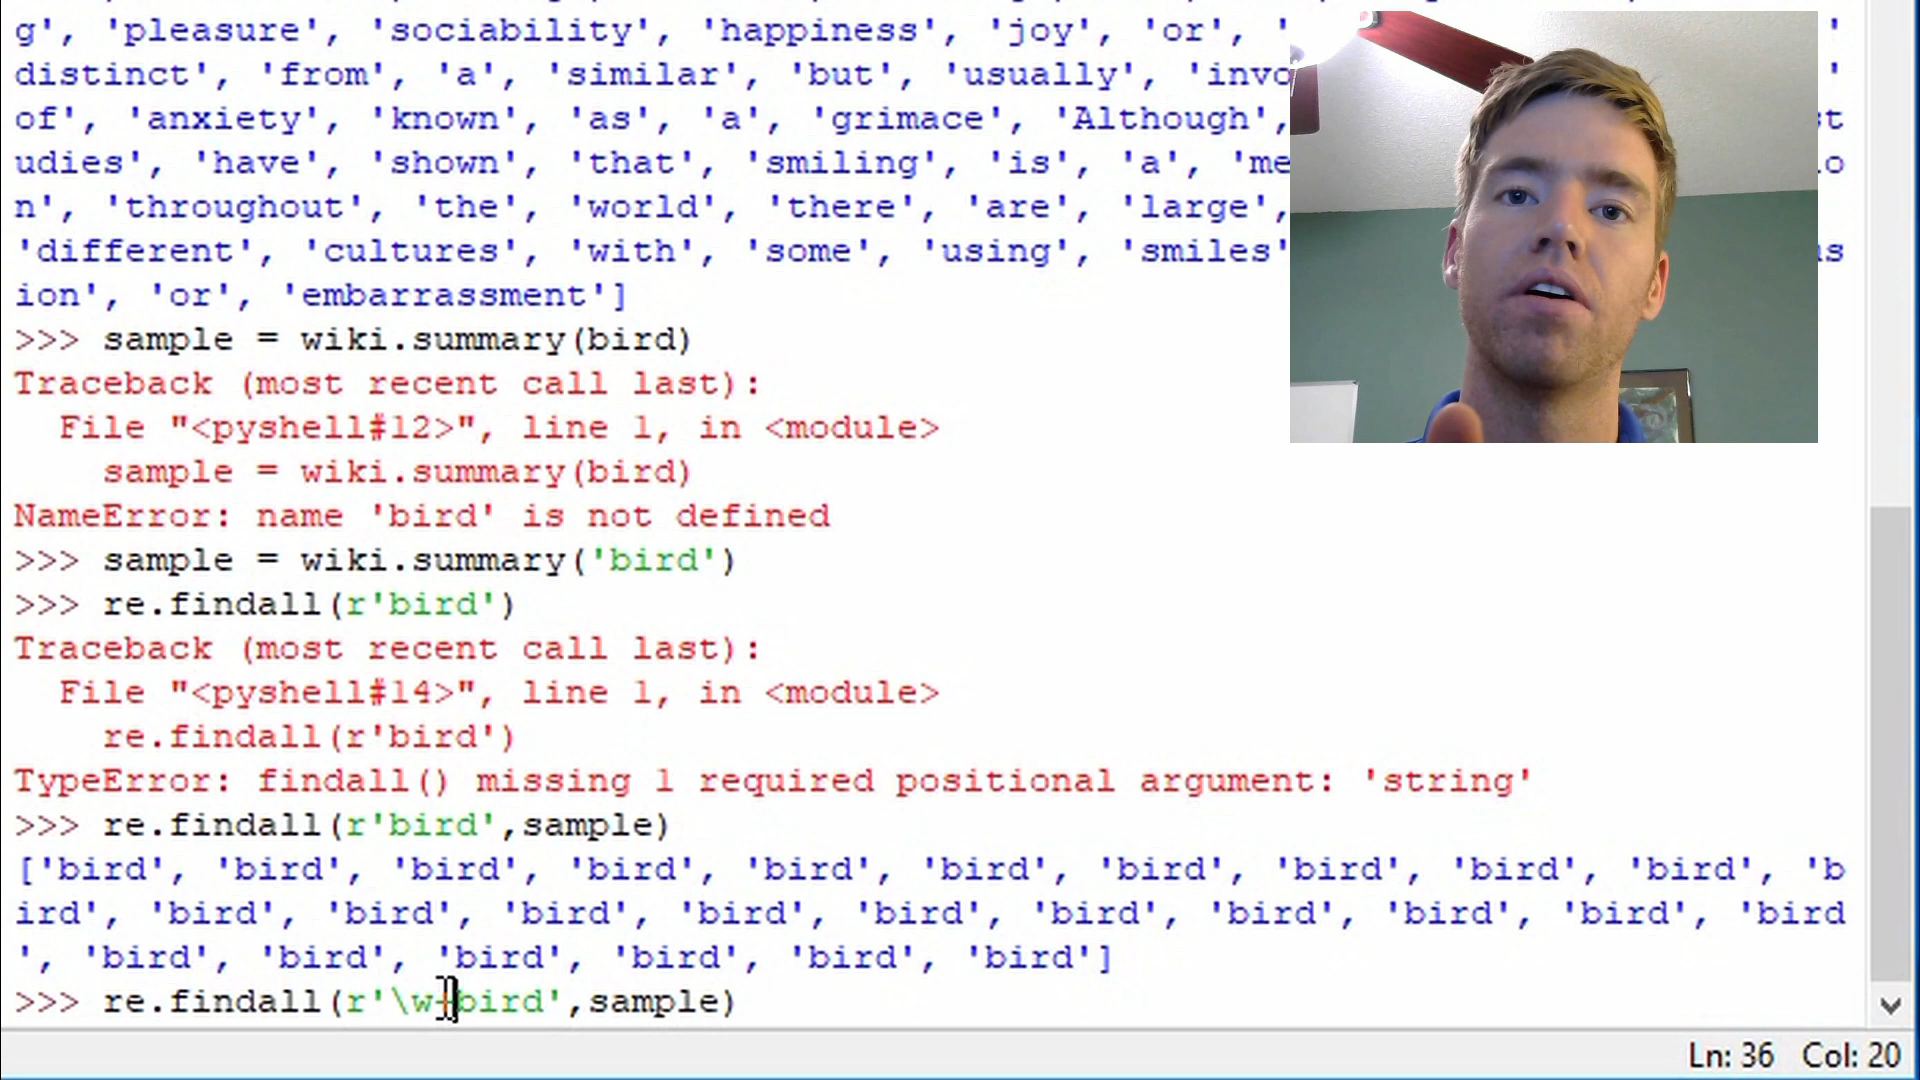 g', 'pleasure', 'sociability', 'happiness', 'joy', 'or', ' '
distinct', 'from', 'a', 'similar', 'but', 'usually', 'invo '
of', 'anxiety', 'known', 'as', 'a', 'grimace', 'Although', st
udies', 'have', 'shown', 'that', 'smiling', 'is', 'a', 'me io
n', 'throughout', 'the', 'world', 'there', 'are', 'large',
'different', 'cultures', 'with', 'some', 'using', 'smiles' us
ion', 'or', 'embarrassment']
>>> sample = wiki.summary(bird)
Traceback (most recent call last):
  File "<pyshell#12>", line 1, in <module>
    sample = wiki.summary(bird)
NameError: name 'bird' is not defined
>>> sample = wiki.summary('bird')
>>> re.findall(r'bird')
Traceback (most recent call last):
  File "<pyshell#14>", line 1, in <module>
    re.findall(r'bird')
TypeError: findall() missing 1 required positional argument: 'string'
>>> re.findall(r'bird',sample)
['bird', 'bird', 'bird', 'bird', 'bird', 'bird', 'bird', 'bird', 'bird', 'bird', 'b
ird', 'bird', 'bird', 'bird', 'bird', 'bird', 'bird', 'bird', 'bird', 'bird', 'bird
', 'bird', 'bird', 'bird', 'bird', 'bird', 'bird']
>>> re.findall(r'\w+bird',sample)
Ln: 36 Col: 20